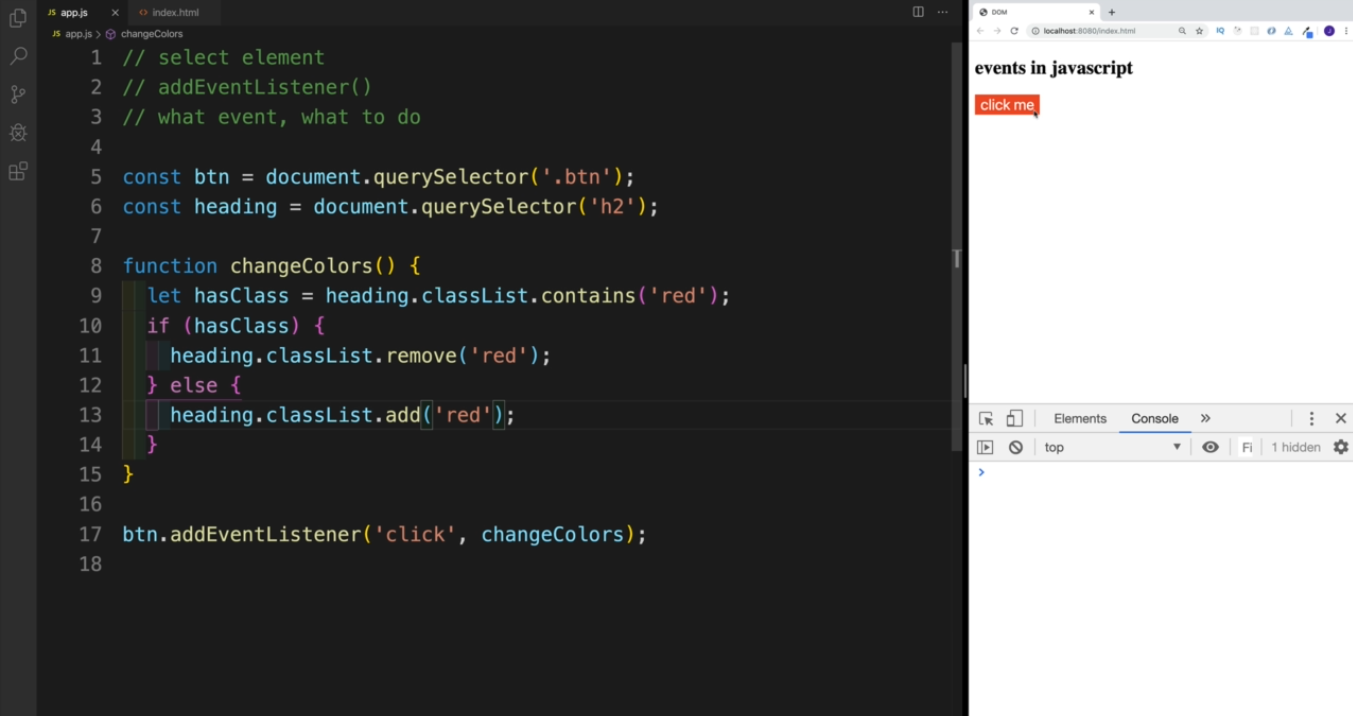 JS app.js × <> index.html
JS app.js > changeColors
1 // select element
2 // addEventListener()
3 // what event, what to do
4
5 const btn = document.querySelector('.btn');
6 const heading = document.querySelector('h2');
7
8 function changeColors() {
9 let hasClass = heading.classList.contains('red');
10 if (hasClass) {
11 heading.classList.remove('red');
12 } else {
13 heading.classList.add('red');
14 }
15 }
16
17 btn.addEventListener('click', changeColors);
18
DOM
localhost:8080/index.html
events in javascript
click me
Elements Console »
top Fi 1 hidden